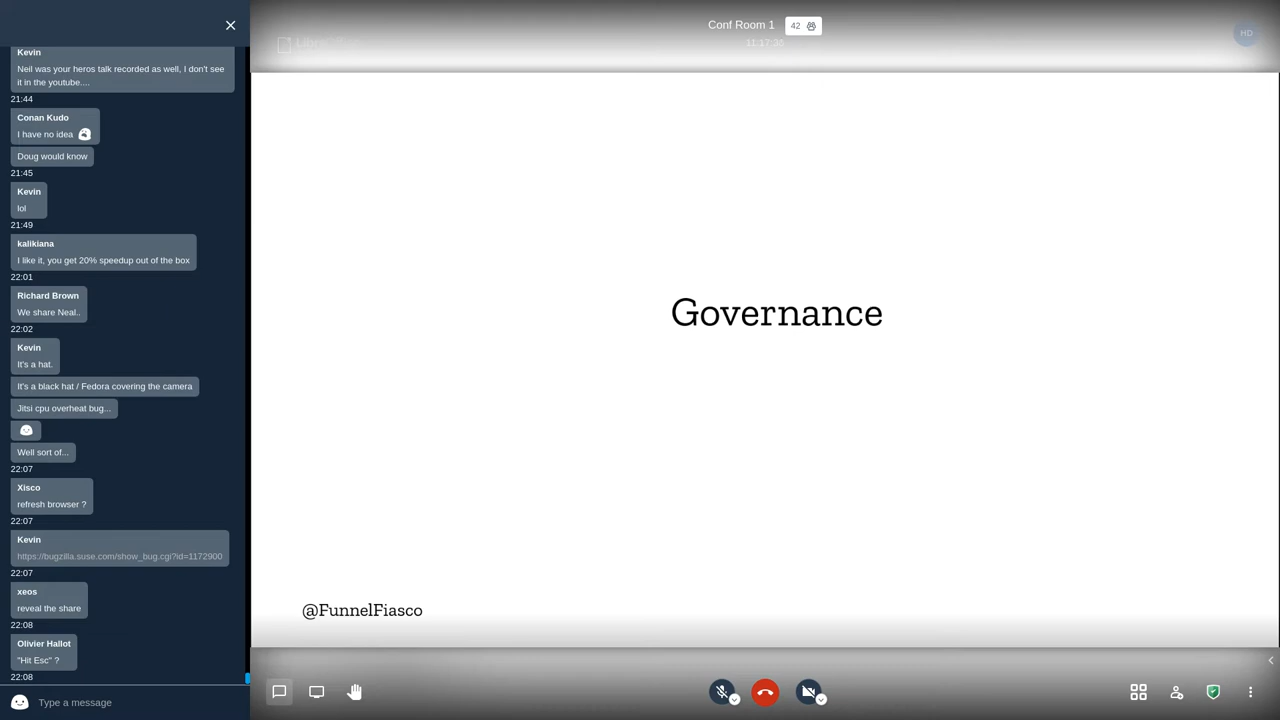 Kevin
Neil was your heros talk recorded as well, I don't see
it in the youtube....
21:44
Conan Kudo
I have no idea
Doug would know
21:45
Kevin
lol
21:49
kalikiana
I like it, you get 20% speedup out of the box
22:01
Richard Brown
We share Neal..
22:02
Kevin
It's a hat.
It's a black hat / Fedora covering the camera
Jitsi cpu overheat bug...
Well sort of...
22:07
Xisco
refresh browser ?
22:07
Kevin
https://bugzilla.suse.com/show_bug.cgi?id=1172900
22:07
xeos
reveal the share
22:08
Olivier Hallot
"Hit Esc" ?
22:08
Type a message
Conf Room 1
42
11:17:36
HD
Governance
@FunnelFiasco